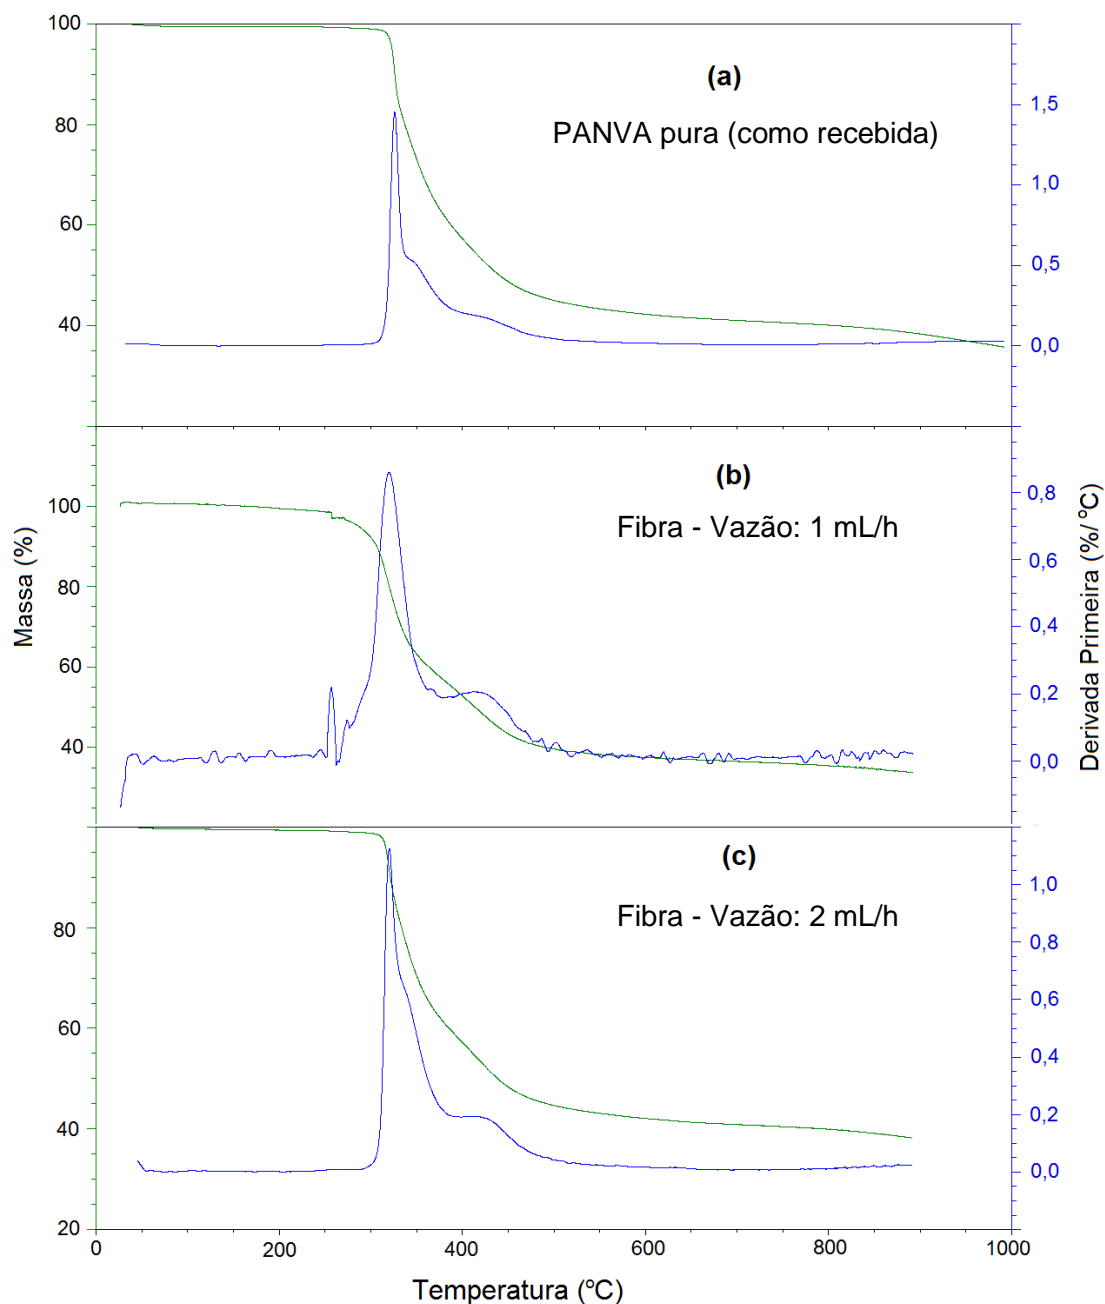 (a)
PANVA pura (como recebida)
100
80
60
40
1,5
1,0
0,5
0,0
(b)
Fibra - Vazão: 1 mL/h
100
80
60
40
0,8
0,6
0,4
0,2
0,0
Massa (%)
Derivada Primeira (%/ ºC)
(c)
Fibra - Vazão: 2 mL/h
80
60
40
20
1,0
0,8
0,6
0,4
0,2
0,0
0 200 400 600 800 1000
Temperatura (ºC)